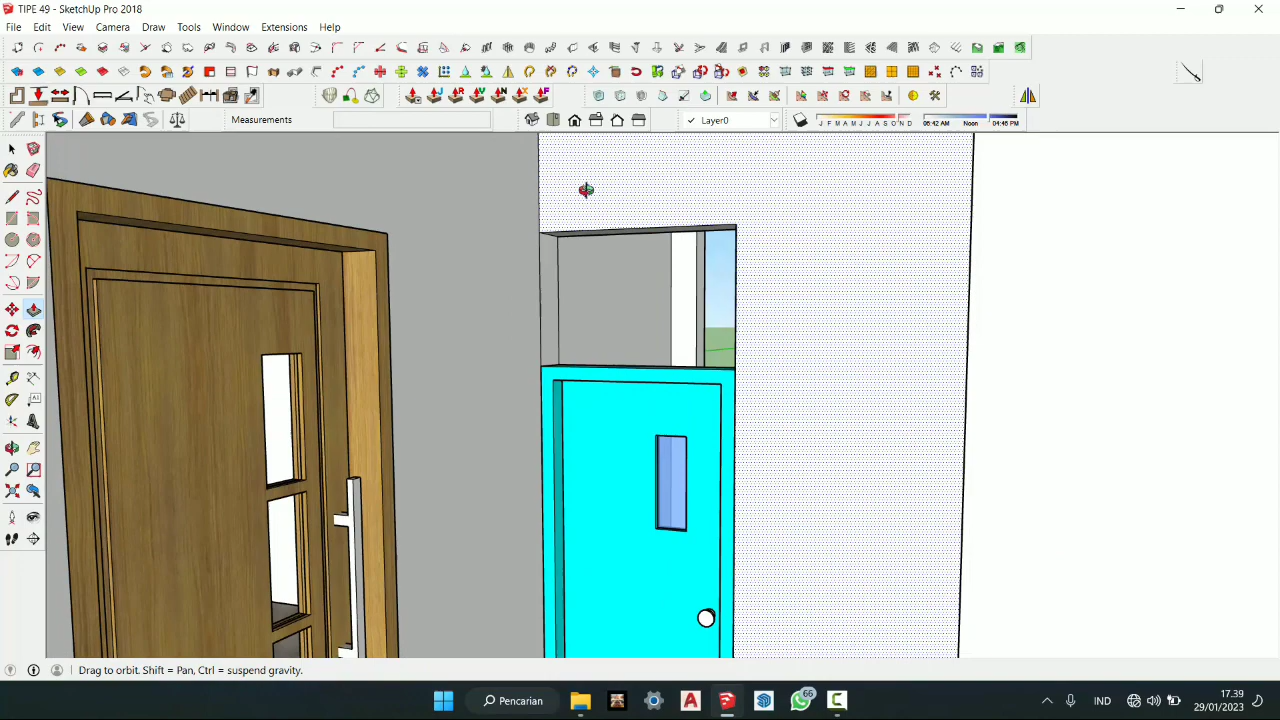 TIPE 49 - SketchUp Pro 2018
File Edit View Camera Draw Tools Window Extensions Help
J R V N X F
Measurements
Layer0
J F M A M J J A S O N D
06:42 AM Noon 04:46 PM
Drag to orbit. Shift = Pan, Ctrl = suspend gravity.
Pencarian
66
IND
17.39
29/01/2023